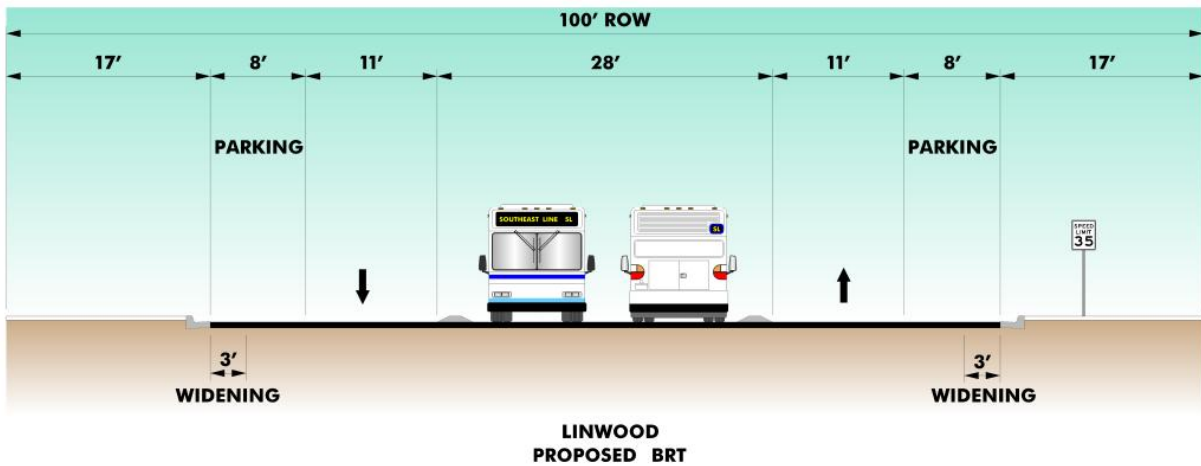 100' ROW
17' 8' 11' 28' 11' 8' 17'
PARKING PARKING
SOUTHEAST LINE SL
SL
SPEED
LIMIT
35
3' 3'
WIDENING WIDENING
LINWOOD
PROPOSED BRT